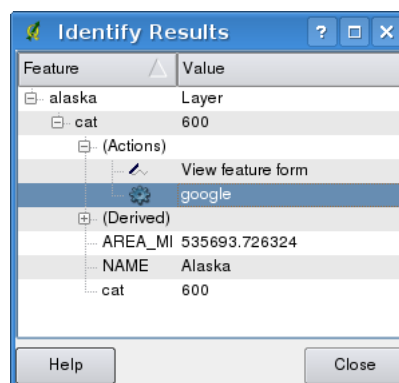 Identify Results
Feature Value
alaska Layer
cat 600
(Actions)
View feature form
google
(Derived)
AREA_MI 535693.726324
NAME Alaska
cat 600
Help Close